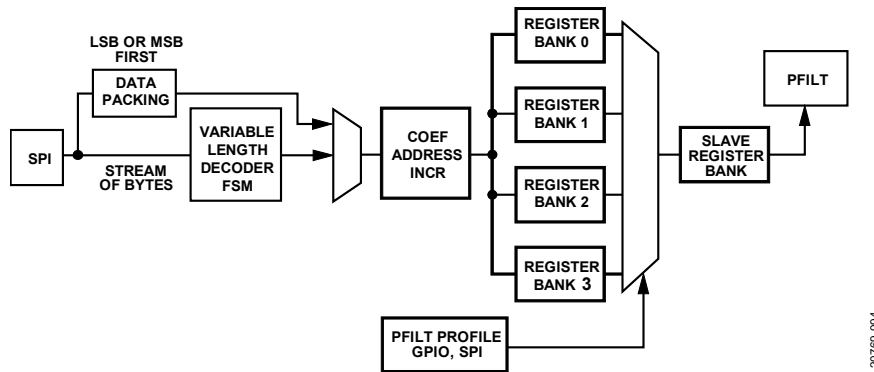 LSB OR MSB
FIRST
DATA
PACKING
SPI
STREAM
OF BYTES
VARIABLE
LENGTH
DECODER
FSM
COEF
ADDRESS
INCR
REGISTER
BANK 0
REGISTER
BANK 1
REGISTER
BANK 2
REGISTER
BANK 3
PFILT PROFILE
GPIO, SPI
SLAVE
REGISTER
BANK
PFILT